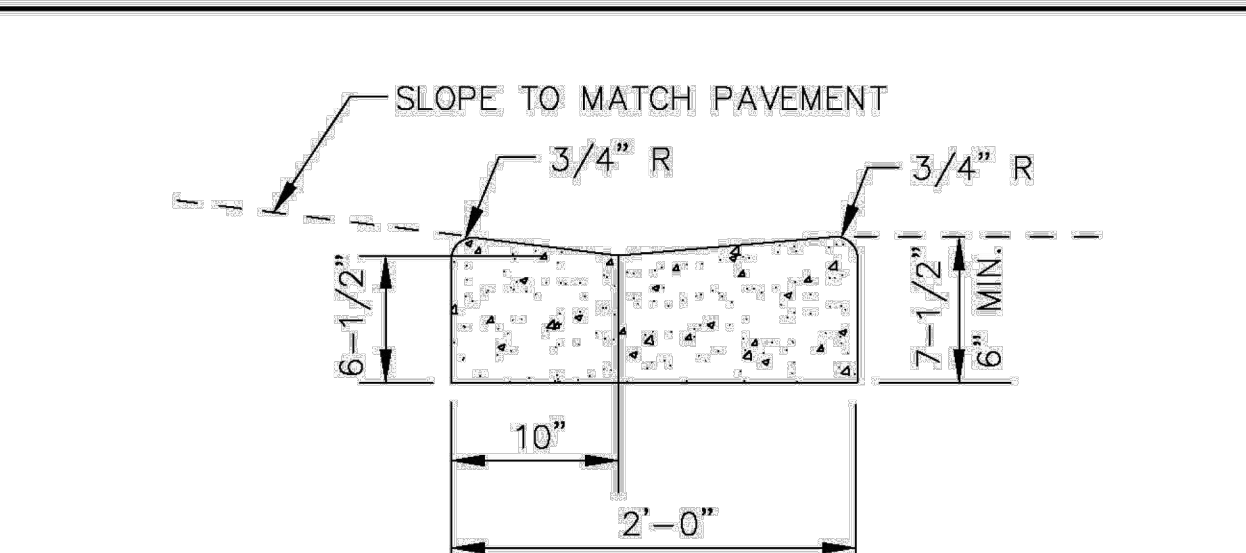 SLOPE TO MATCH PAVEMENT
3/4" R
3/4" R
6-1/2"
7-1/2"
6" MIN.
10"
2'-0"